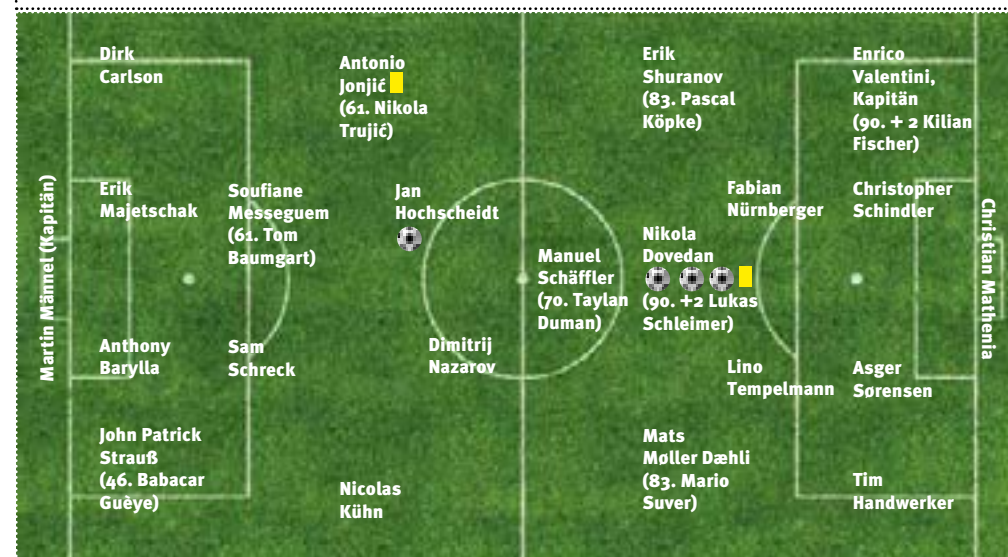 Dirk
Carlson
Antonio
Jonjić
(61. Nikola
Trujić)
Erik
Shuranov
(83. Pascal
Köpke)
Enrico
Valentini,
Kapitän
(90. + 2 Kilian
Fischer)
Martin Männel (Kapitän)
Erik
Majetschak
Soufiane
Messeguem
(61. Tom
Baumgart)
Jan
Hochscheidt
Fabian
Nürnberger
Christopher
Schindler
Christian Mathenia
Manuel
Schäffler
(70. Taylan
Duman)
Nikola
Dovedan
(90. +2 Lukas
Schleimer)
Anthony
Barylla
Sam
Schreck
Dimitrij
Nazarov
Lino
Tempelmann
Asger
Sørensen
John Patrick
Strauß
(46. Babacar
Guèye)
Nicolas
Kühn
Mats
Møller Dæhli
(83. Mario
Suver)
Tim
Handwerker